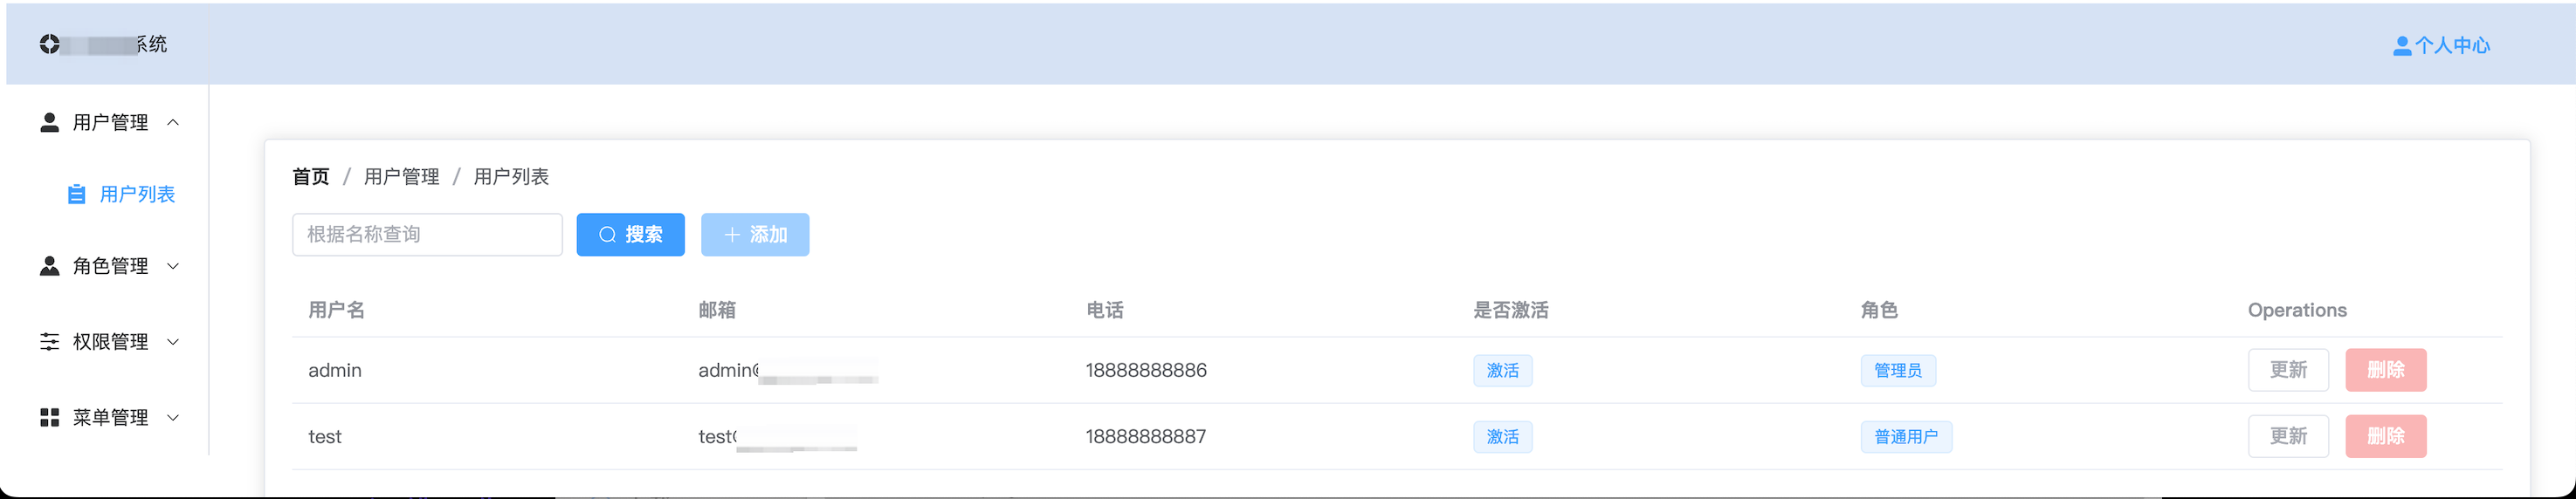 系统
个人中心
用户管理
用户列表
角色管理
权限管理
菜单管理
首页 / 用户管理 / 用户列表
根据名称查询 搜索 添加
用户名 邮箱 电话 是否激活 角色 Operations
admin admin@ 18888888886 激活 管理员 更新 删除
test test@ 18888888887 激活 普通用户 更新 删除